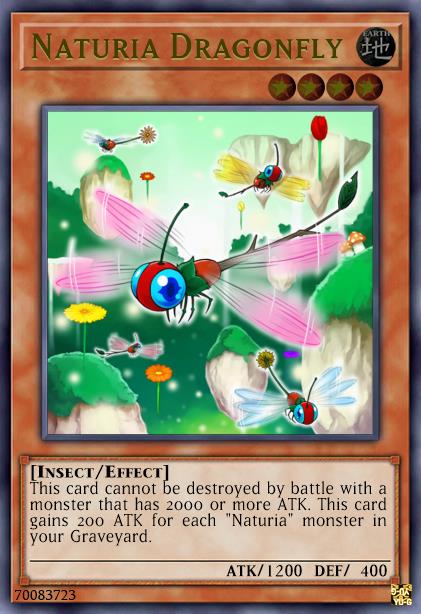 NATURIA DRAGONFLY
EARTH
地
[INSECT/EFFECT]
This card cannot be destroyed by battle with a
monster that has 2000 or more ATK. This card
gains 200 ATK for each "Naturia" monster in
your Graveyard.
ATK/1200 DEF/ 400
70083723